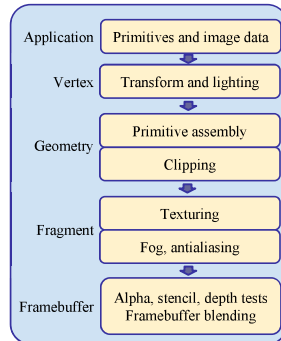 Application
Primitives and image data
Vertex
Transform and lighting
Geometry
Primitive assembly
Clipping
Fragment
Texturing
Fog, antialiasing
Framebuffer
Alpha, stencil, depth tests
Framebuffer blending